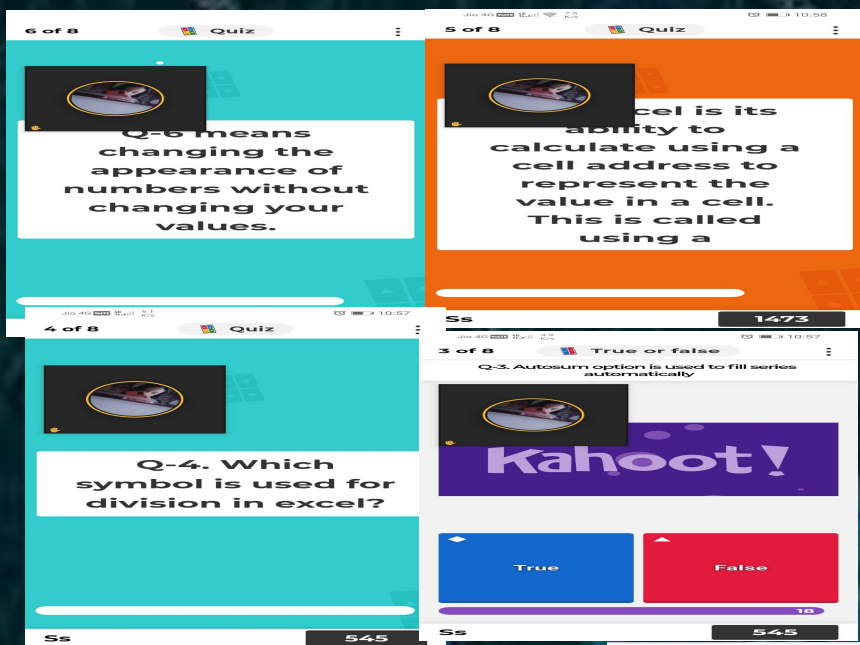 6 of 8
Quiz
Q-6 means
changing the
appearance of
numbers without
changing your
values.
10:58
5 of 8
Quiz
cel is its
ability to
calculate using a
cell address to
represent the
value in a cell.
This is called
using a
Ss
1473
Jio 4G
10:57
4 of 8
Quiz
Q-4. Which
symbol is used for
division in excel?
Ss
545
Jio 4G
10:57
3 of 8
True or false
Q-3. Autosum option is used to fill series
automatically
Kahoot!
True
False
18
Ss
545